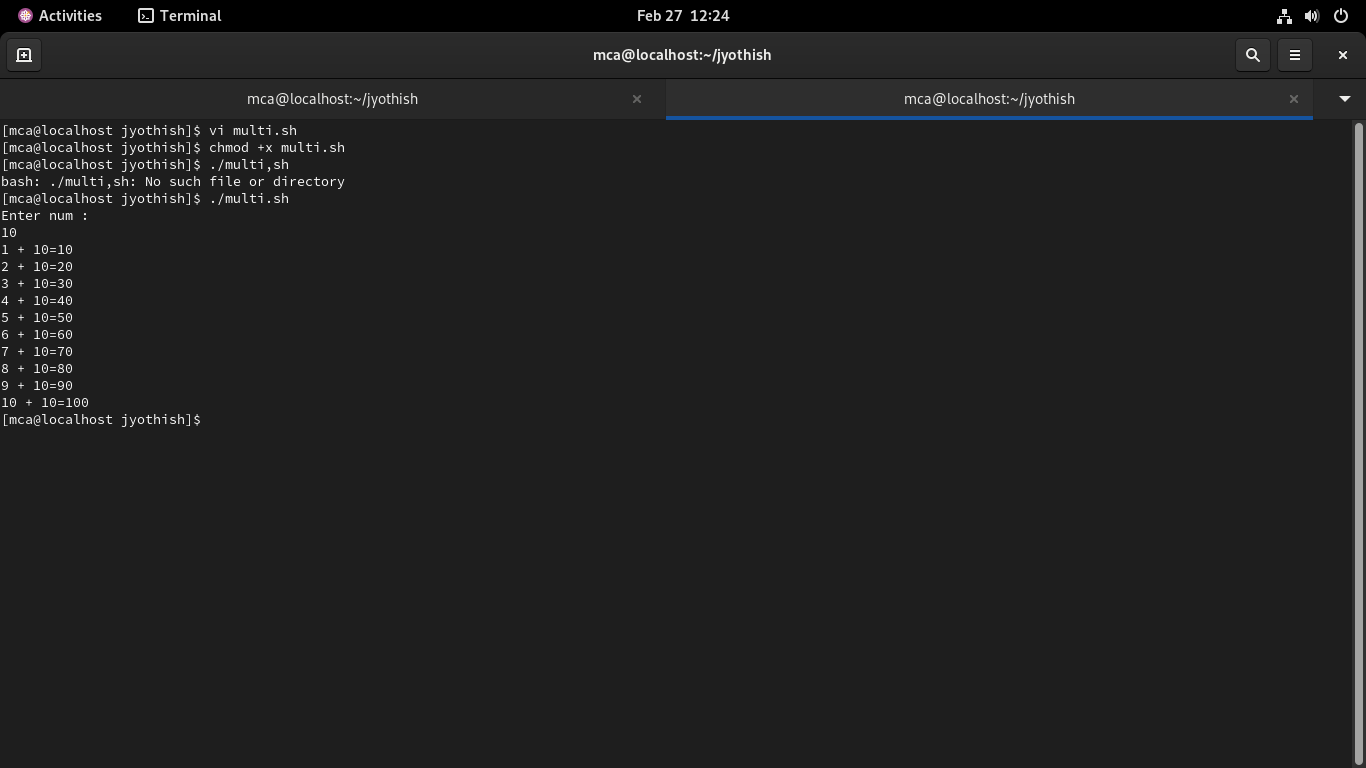 Activities
Terminal
Feb 27 12:24
mca@localhost:~/jyothish
mca@localhost:~/jyothish
mca@localhost:~/jyothish
[mca@localhost jyothish]$ vi multi.sh
[mca@localhost jyothish]$ chmod +x multi.sh
[mca@localhost jyothish]$ ./multi,sh
bash: ./multi,sh: No such file or directory
[mca@localhost jyothish]$ ./multi.sh
Enter num :
10
1 + 10=10
2 + 10=20
3 + 10=30
4 + 10=40
5 + 10=50
6 + 10=60
7 + 10=70
8 + 10=80
9 + 10=90
10 + 10=100
[mca@localhost jyothish]$